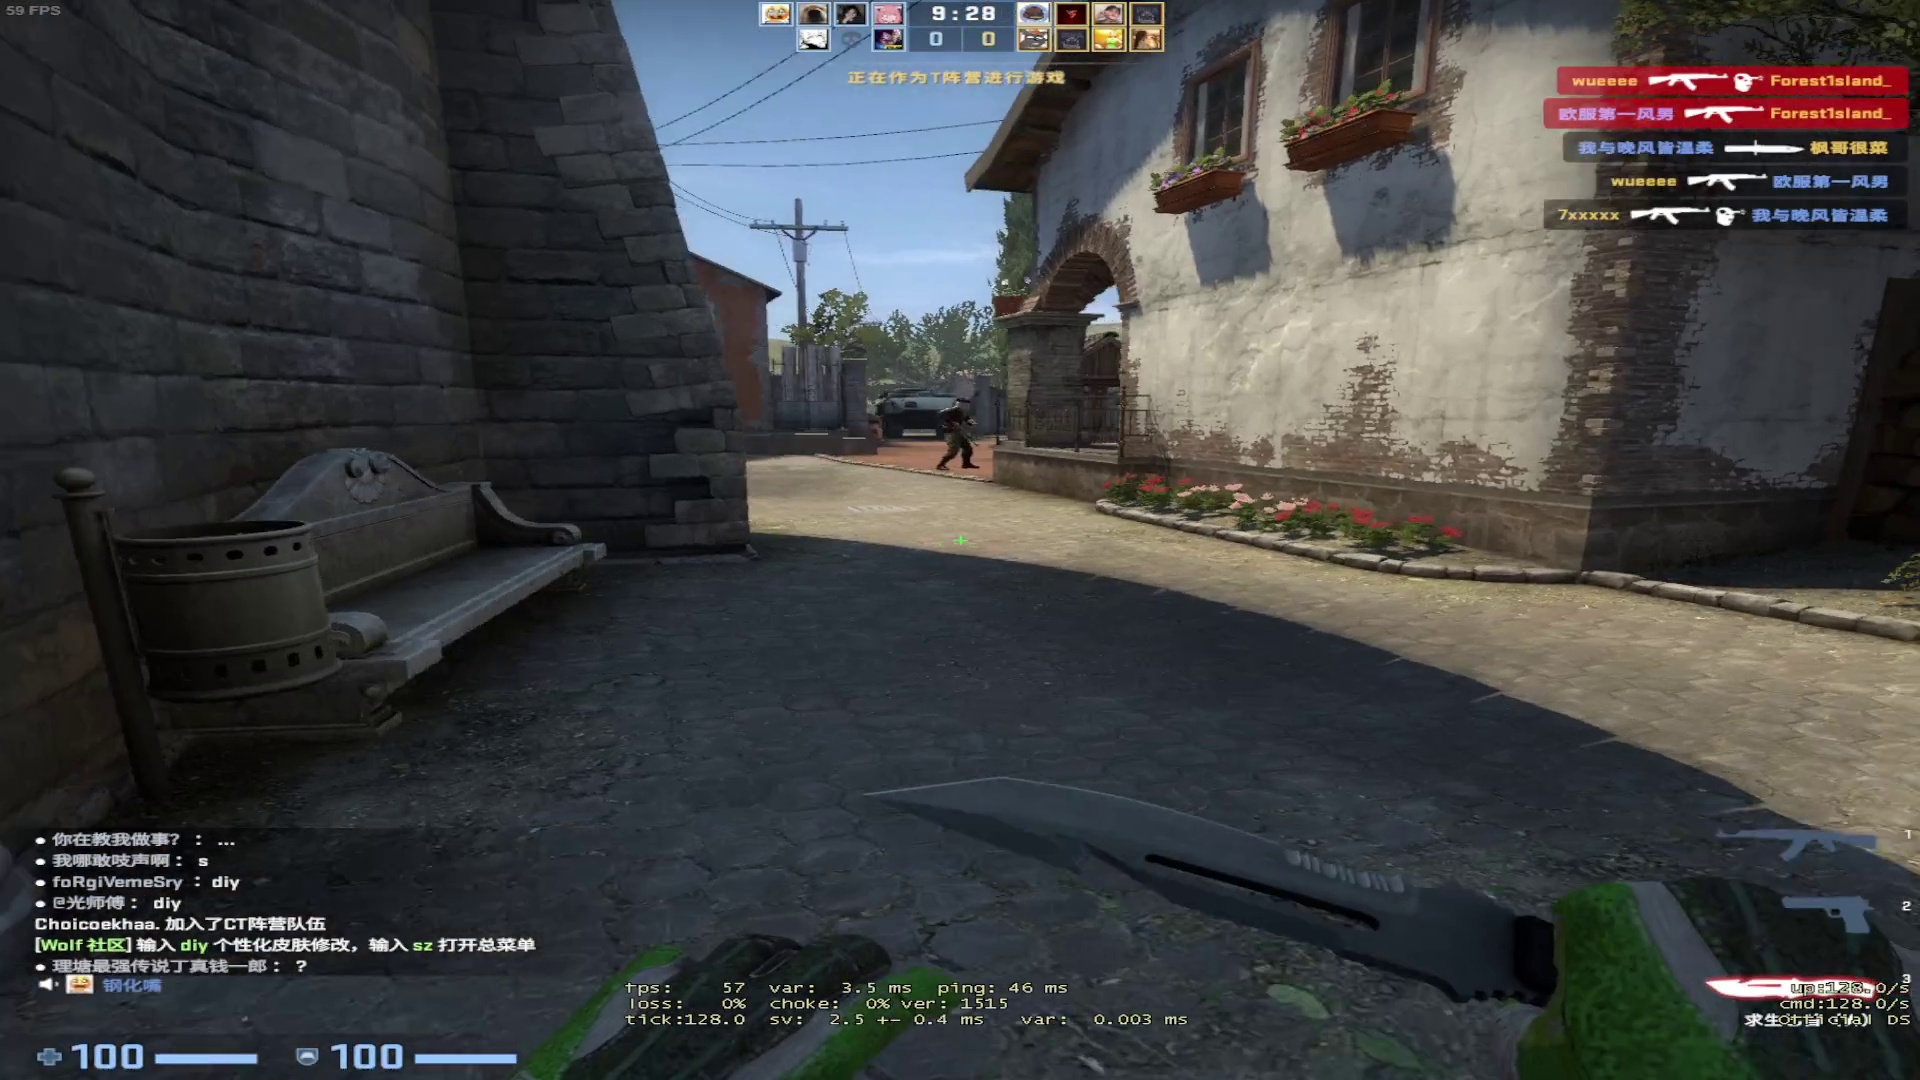 59 FPS
9:28
0 0
正在作为T阵营进行游戏
wueeee Forest1sland_
欧服第一风男 Forest1sland_
我与晚风皆温柔 枫哥很菜
wueeee 欧服第一风男
7xxxxx 我与晚风皆温柔
你在教我做事? : ...
我哪敢吱声啊: s
foRgiVemeSry : diy
@光师傅: diy
Choicoekhaa. 加入了CT阵营队伍
[Wolf 社区] 输入 diy 个性化皮肤修改，输入 sz 打开总菜单
理塘最强传说丁真钱一郎: ?
钢化嘴
fps: 57 var: 3.5 ms ping: 46 ms
loss: 0% choke: 0% ver: 1515
tick:128.0 sv: 2.5 +- 0.4 ms var: 0.003 ms
1
2
3
up:128.0/s
cmd:128.0/s
求生 DS
100 100